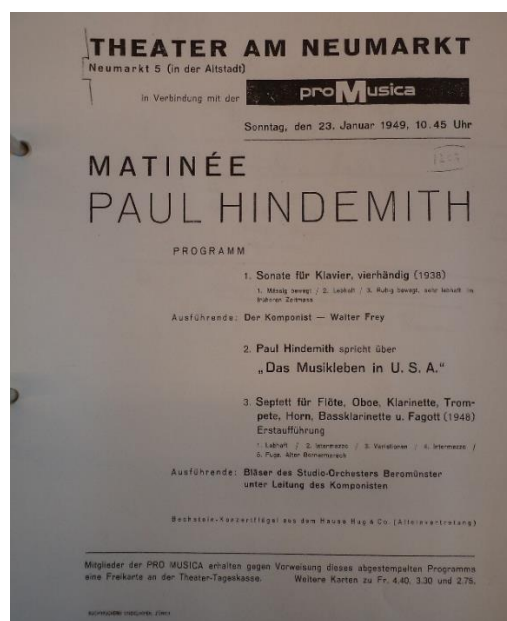 THEATER AM NEUMARKT
Neumarkt 5 (in der Altstadt)
in Verbindung mit der proMusica
Sonntag, den 23. Januar 1949, 10.45 Uhr
MATINÉE
PAUL HINDEMITH
PROGRAMM
1. Sonate für Klavier, vierhändig (1938)
1. Mässig bewegt / 2. Lebhaft / 3. Ruhig bewegt, sehr lebhaft im
früheren Zeitmass
Ausführende: Der Komponist — Walter Frey
2. Paul Hindemith spricht über
„Das Musikleben in U. S. A."
3. Septett für Flöte, Oboe, Klarinette, Trom-
pete, Horn, Bassklarinette u. Fagott (1948)
Erstaufführung
1. Lebhaft / 2. Intermezzo / 3. Variationen / 4. Intermezzo /
5. Fuge. Alter Bernermarsch
Ausführende: Bläser des Studio-Orchesters Beromünster
unter Leitung des Komponisten
Bechstein-Konzertflügel aus dem Hause Hug & Co. (Alleinvertretung)
Mitglieder der PRO MUSICA erhalten gegen Vorweisung dieses abgestempelten Programms
eine Freikarte an der Theater-Tageskasse. Weitere Karten zu Fr. 4.40, 3.30 und 2.75.